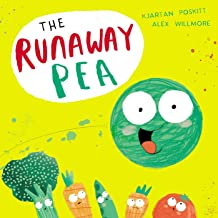 KJARTAN POSKITT
ALEX WILLMORE
THE
RUNAWAY
PEA